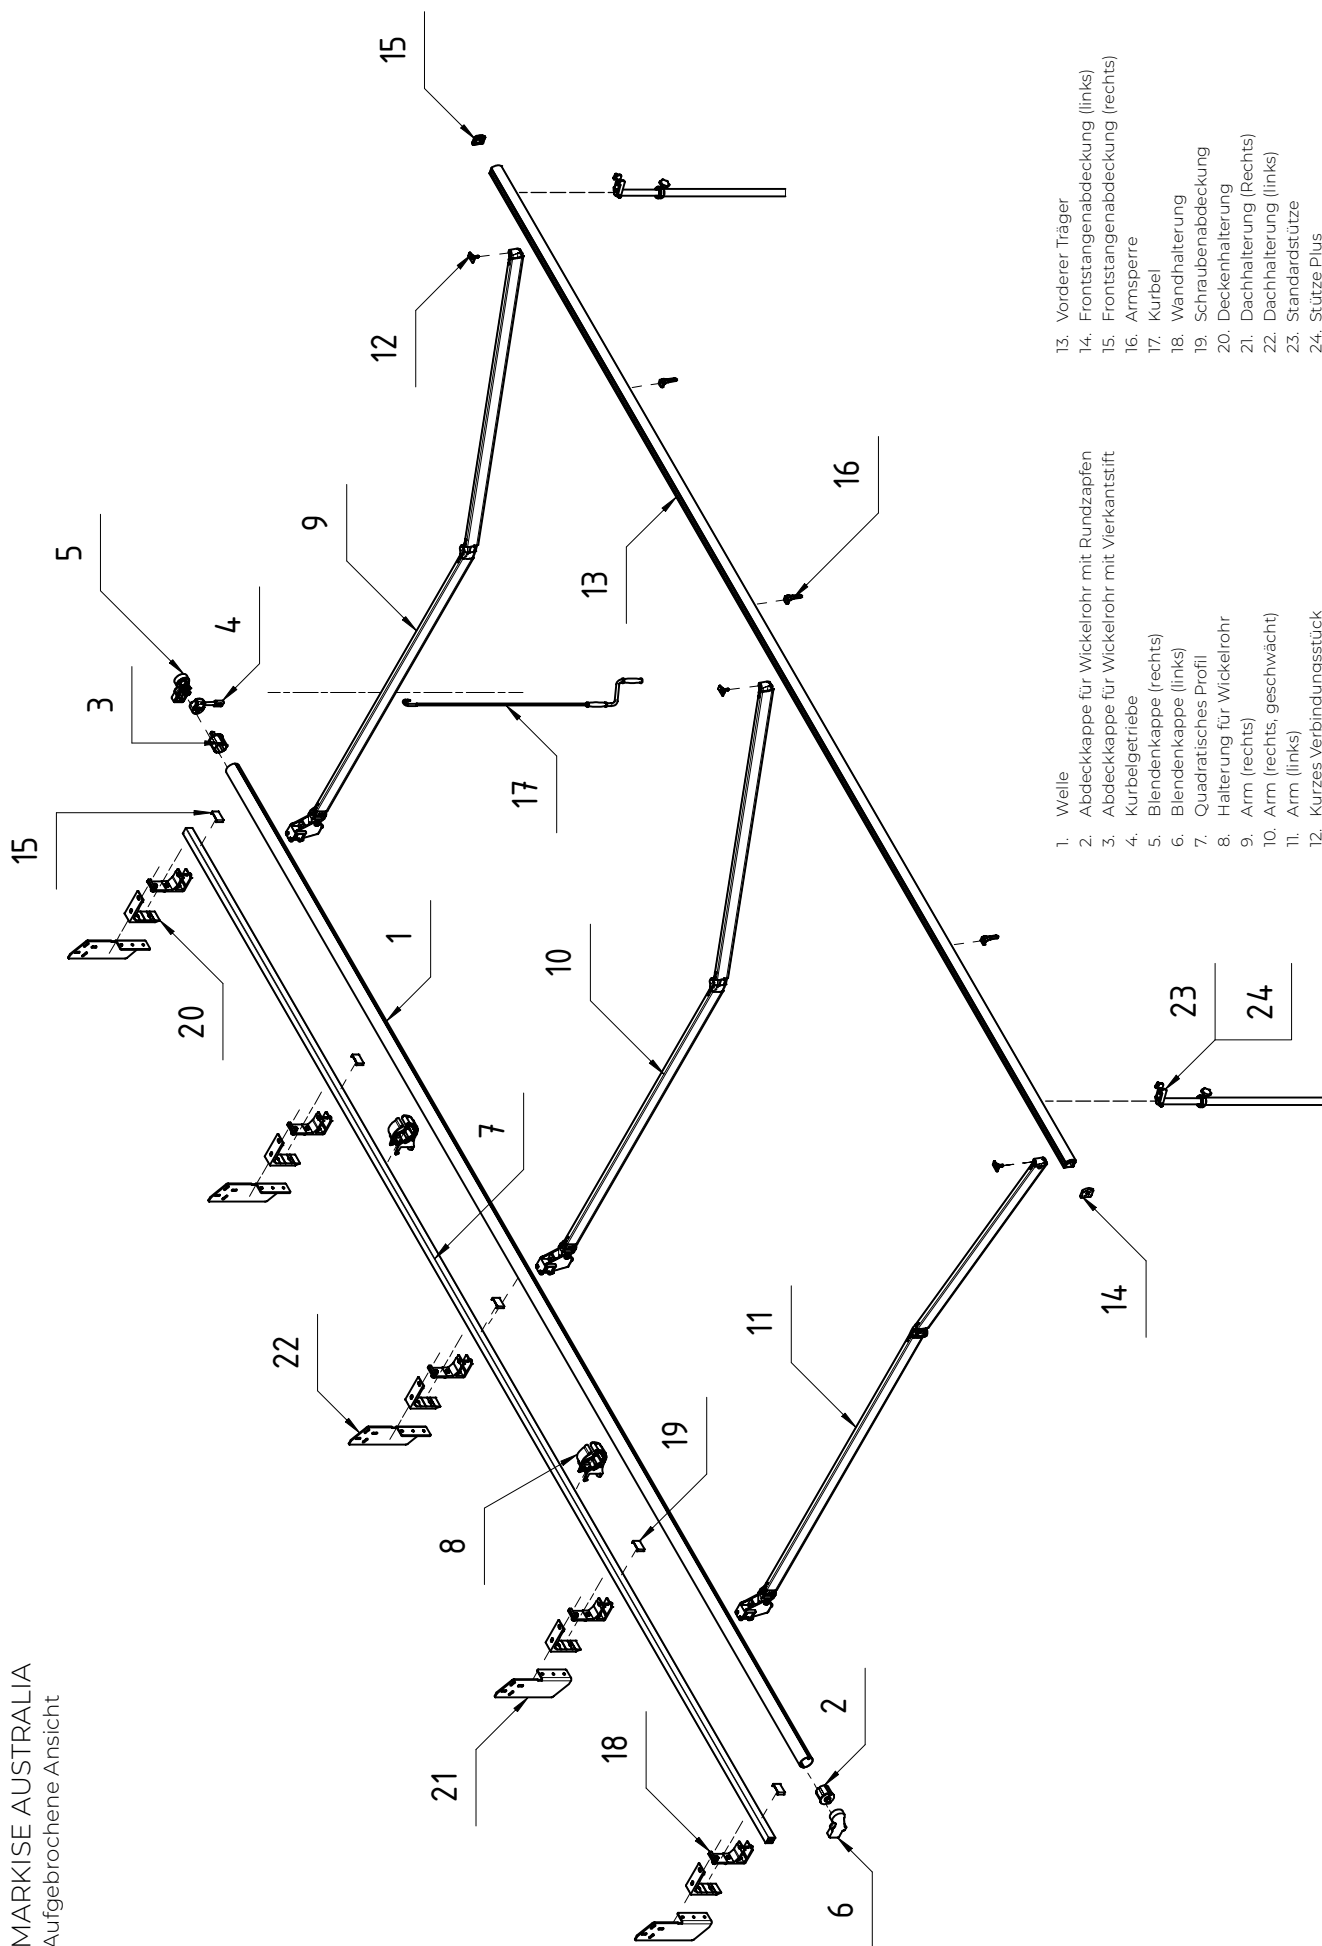 MARKISE AUSTRALIA
Aufgebrochene Ansicht
15
5
4
3
15
12
9
13
16
17
20
1
10
7
23
24
22
8
19
11
14
21
18
2
6
1. Welle
2. Abdeckkappe für Wickelrohr mit Rundzapfen
3. Abdeckkappe für Wickelrohr mit Vierkantstift
4. Kurbelgetriebe
5. Blendenkappe (rechts)
6. Blendenkappe (links)
7. Quadratisches Profil
8. Halterung für Wickelrohr
9. Arm (rechts)
10. Arm (rechts, geschwächt)
11. Arm (links)
12. Kurzes Verbindungsstück
13. Vorderer Träger
14. Frontstangenabdeckung (links)
15. Frontstangenabdeckung (rechts)
16. Armsperre
17. Kurbel
18. Wandhalterung
19. Schraubenabdeckung
20. Deckenhalterung
21. Dachhalterung (Rechts)
22. Dachhalterung (links)
23. Standardstütze
24. Stütze Plus